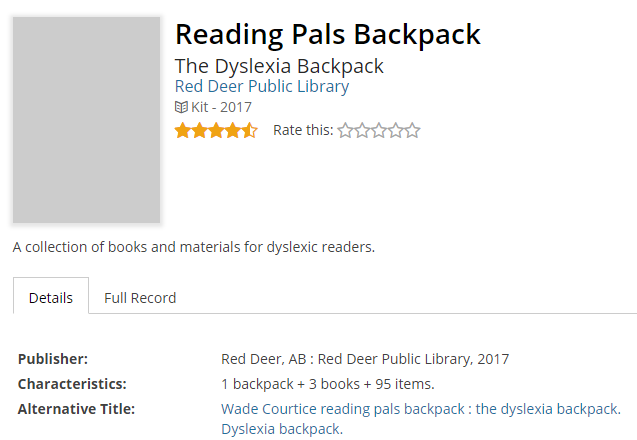 Reading Pals Backpack
The Dyslexia Backpack
Red Deer Public Library
Kit - 2017
Rate this:
A collection of books and materials for dyslexic readers.
Details
Full Record
Publisher: Red Deer, AB : Red Deer Public Library, 2017
Characteristics: 1 backpack + 3 books + 95 items.
Alternative Title: Wade Courtice reading pals backpack : the dyslexia backpack.
Dyslexia backpack.